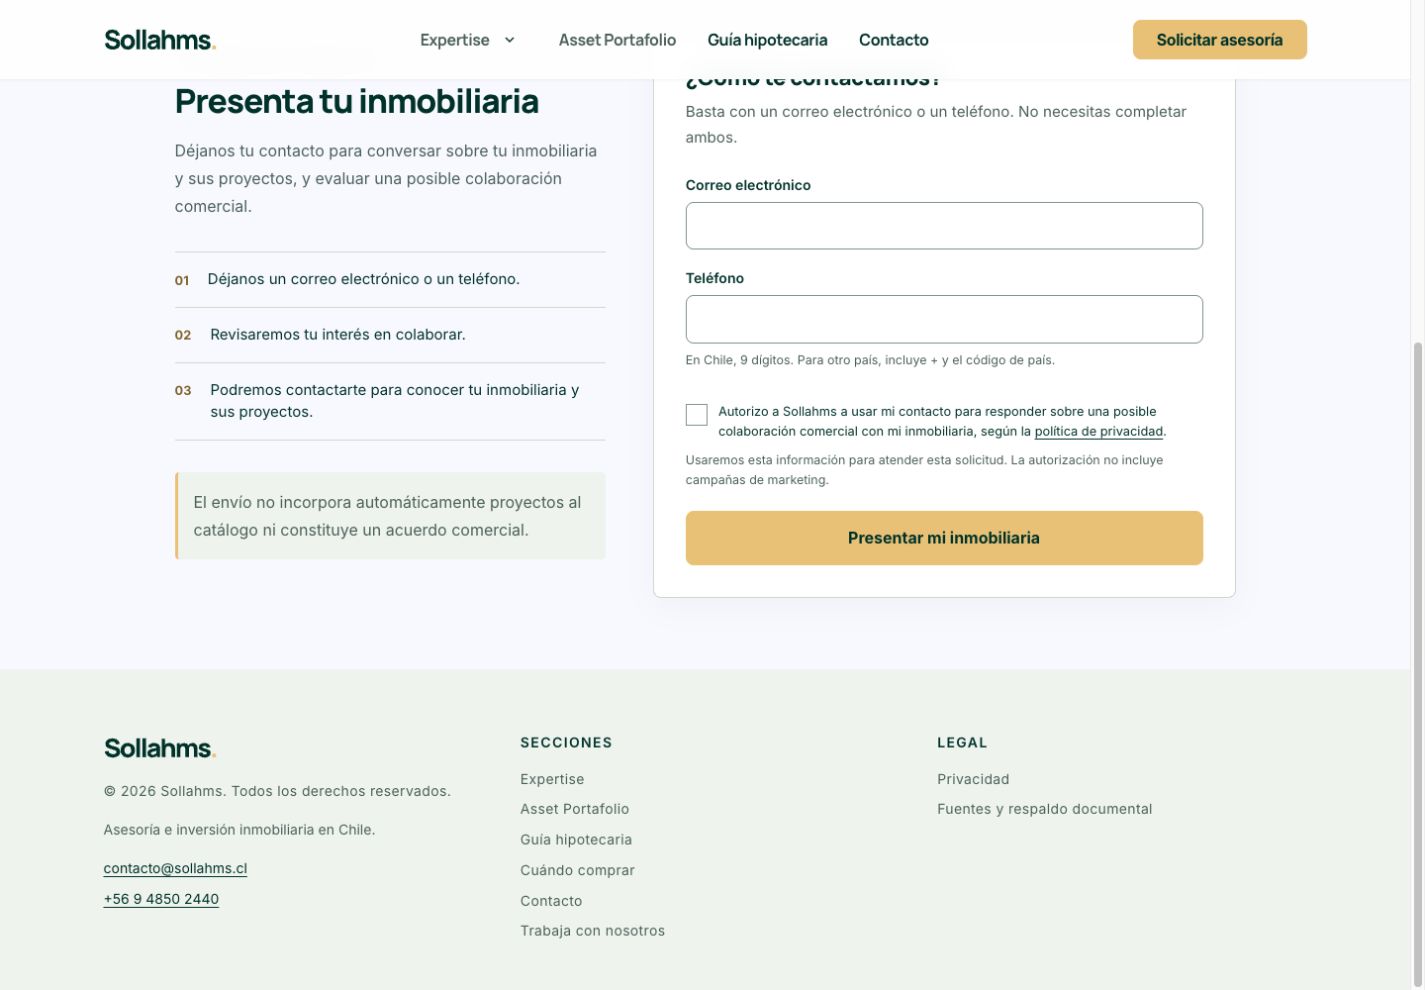 Sollahms.
Expertise
Asset Portafolio
Guía hipotecaria
Contacto
Solicitar asesoría
Presenta tu inmobiliaria
Déjanos tu contacto para conversar sobre tu inmobiliaria
y sus proyectos, y evaluar una posible colaboración
comercial.
01 Déjanos un correo electrónico o un teléfono.
02 Revisaremos tu interés en colaborar.
03 Podremos contactarte para conocer tu inmobiliaria y
sus proyectos.
El envío no incorpora automáticamente proyectos al
catálogo ni constituye un acuerdo comercial.
¿Cómo te contactamos?
Basta con un correo electrónico o un teléfono. No necesitas completar
ambos.
Correo electrónico
Teléfono
En Chile, 9 dígitos. Para otro país, incluye + y el código de país.
Autorizo a Sollahms a usar mi contacto para responder sobre una posible
colaboración comercial con mi inmobiliaria, según la política de privacidad.
Usaremos esta información para atender esta solicitud. La autorización no incluye
campañas de marketing.
Presentar mi inmobiliaria
Sollahms.
© 2026 Sollahms. Todos los derechos reservados.
Asesoría e inversión inmobiliaria en Chile.
contacto@sollahms.cl
+56 9 4850 2440
SECCIONES
Expertise
Asset Portafolio
Guía hipotecaria
Cuándo comprar
Contacto
Trabaja con nosotros
LEGAL
Privacidad
Fuentes y respaldo documental